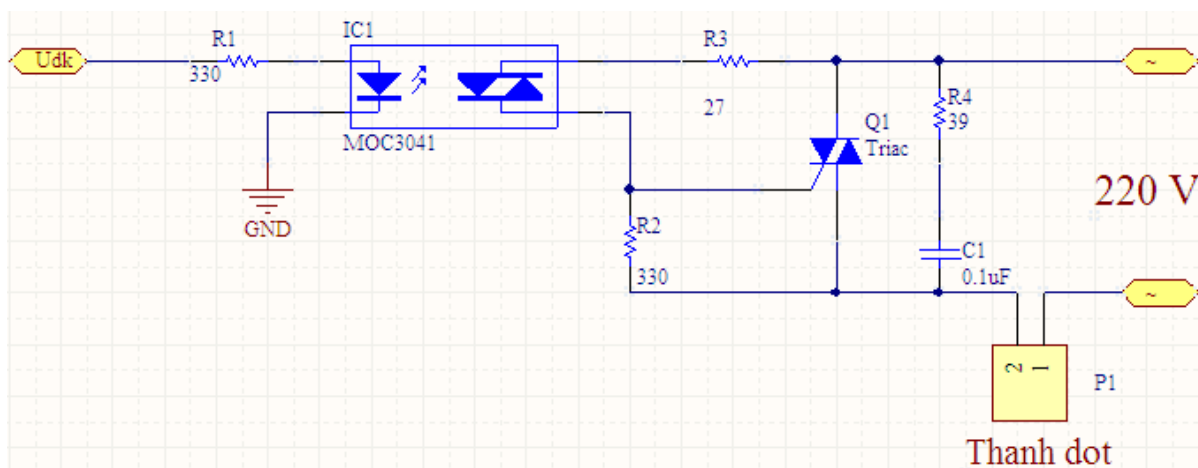 Udk
R1
330
IC1
MOC3041
GND
R3
27
R2
330
Q1
Triac
R4
39
C1
0.1uF
~
220 V
~
2
1
P1
Thanh dot